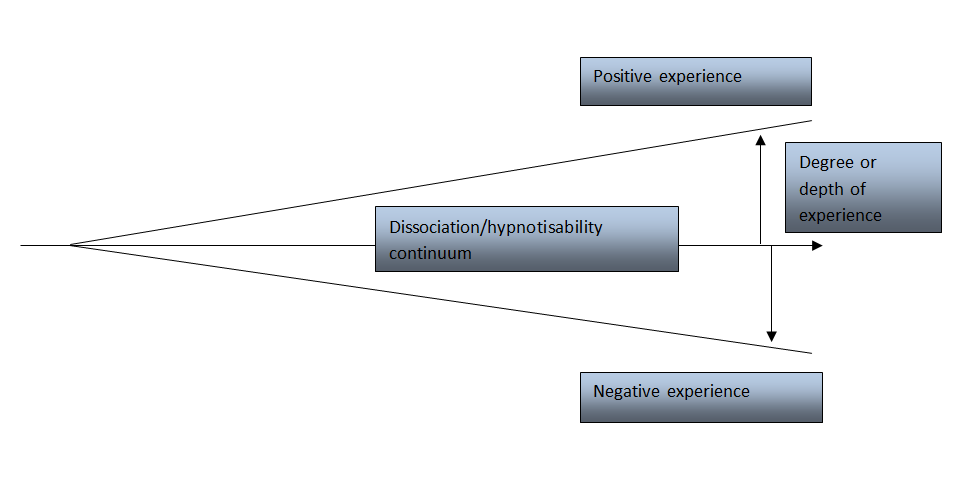 Positive experience
Degree or
depth of
experience
Dissociation/hypnotisability
continuum
Negative experience